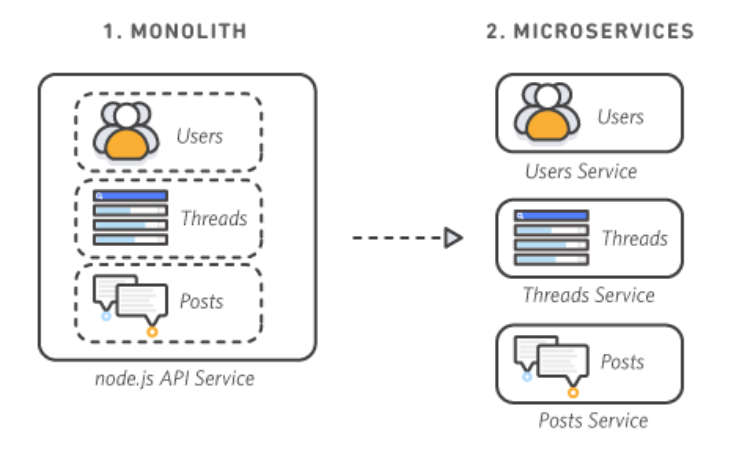 1. MONOLITH
Users
Threads
Posts
node.js API Service
2. MICROSERVICES
Users
Users Service
Threads
Threads Service
Posts
Posts Service